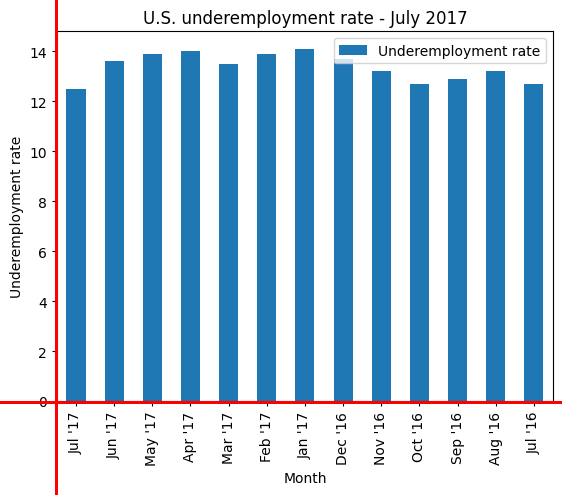 U.S. underemployment rate - July 2017
Underemployment rate
Underemployment rate
14
12
10
8
6
4
2
0
Jul '17
Jun '17
May '17
Apr '17
Mar '17
Feb '17
Jan '17
Dec '16
Nov '16
Oct '16
Sep '16
Aug '16
Jul '16
Month